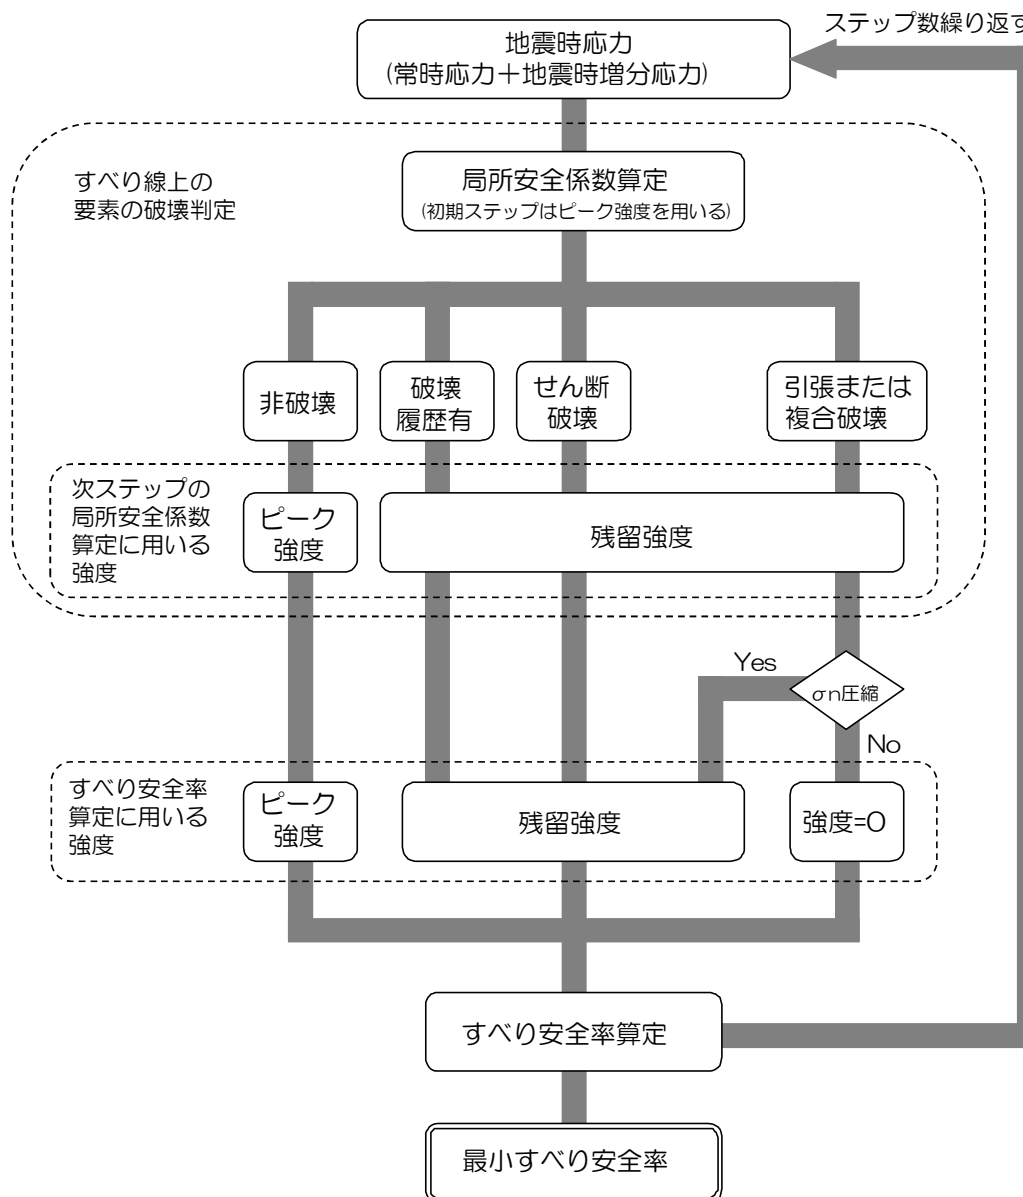 ステップ数繰り返す
地震時応力
(常時応力＋地震時増分応力)
すべり線上の
要素の破壊判定
局所安全係数算定
(初期ステップはピーク強度を用いる)
非破壊
破壊
履歴有
せん断
破壊
引張または
複合破壊
次ステップの
局所安全係数
算定に用いる
強度
ピーク
強度
残留強度
Yes
σn圧縮
No
すべり安全率
算定に用いる
強度
ピーク
強度
残留強度
強度=0
すべり安全率算定
最小すべり安全率